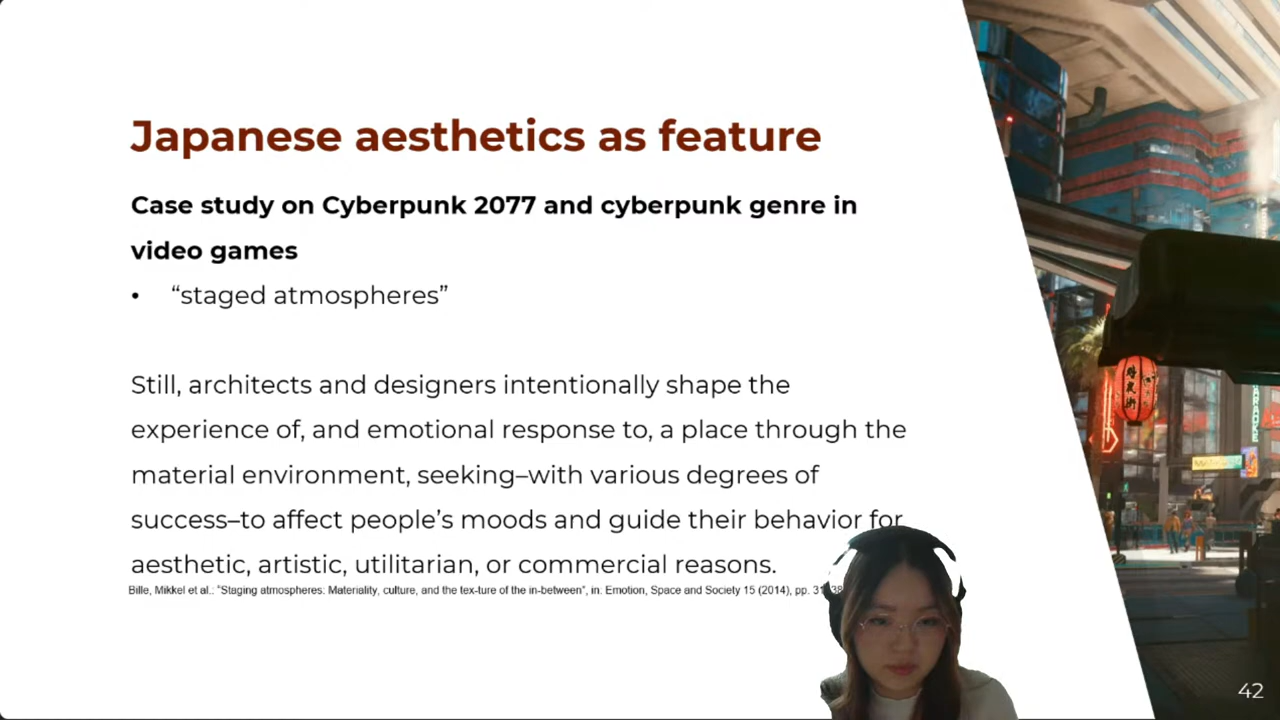 Japanese aesthetics as feature
Case study on Cyberpunk 2077 and cyberpunk genre in
video games
• “staged atmospheres”
Still, architects and designers intentionally shape the
experience of, and emotional response to, a place through the
material environment, seeking–with various degrees of
success–to affect people’s moods and guide their behavior for
aesthetic, artistic, utilitarian, or commercial reasons.
Bille, Mikkel et al.: “Staging atmospheres: Materiality, culture, and the tex-ture of the in-between”, in: Emotion, Space and Society 15 (2014), pp.
42